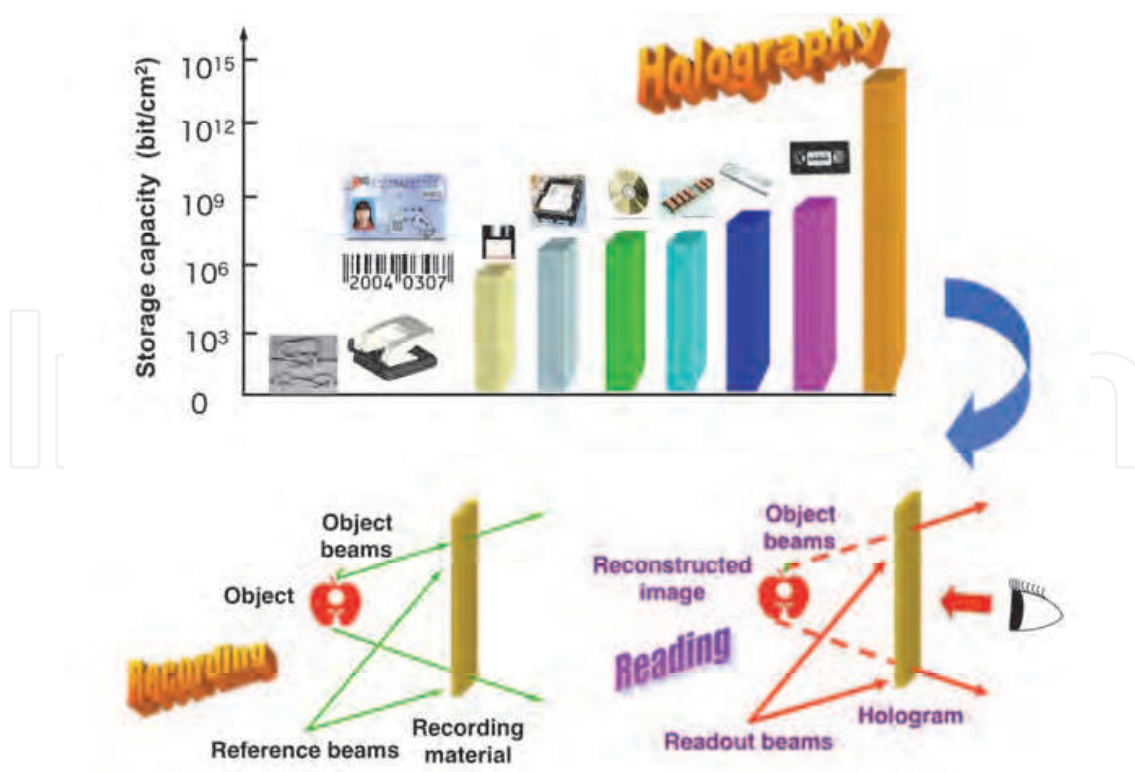 Holography
Storage capacity (bit/cm²)
10¹⁵
10¹²
10⁹
10⁶
10³
0
2004 0307
Object
beams
Object
Recording
Reference beams
Recording
material
Object
beams
Reconstructed
image
Reading
Readout beams
Hologram